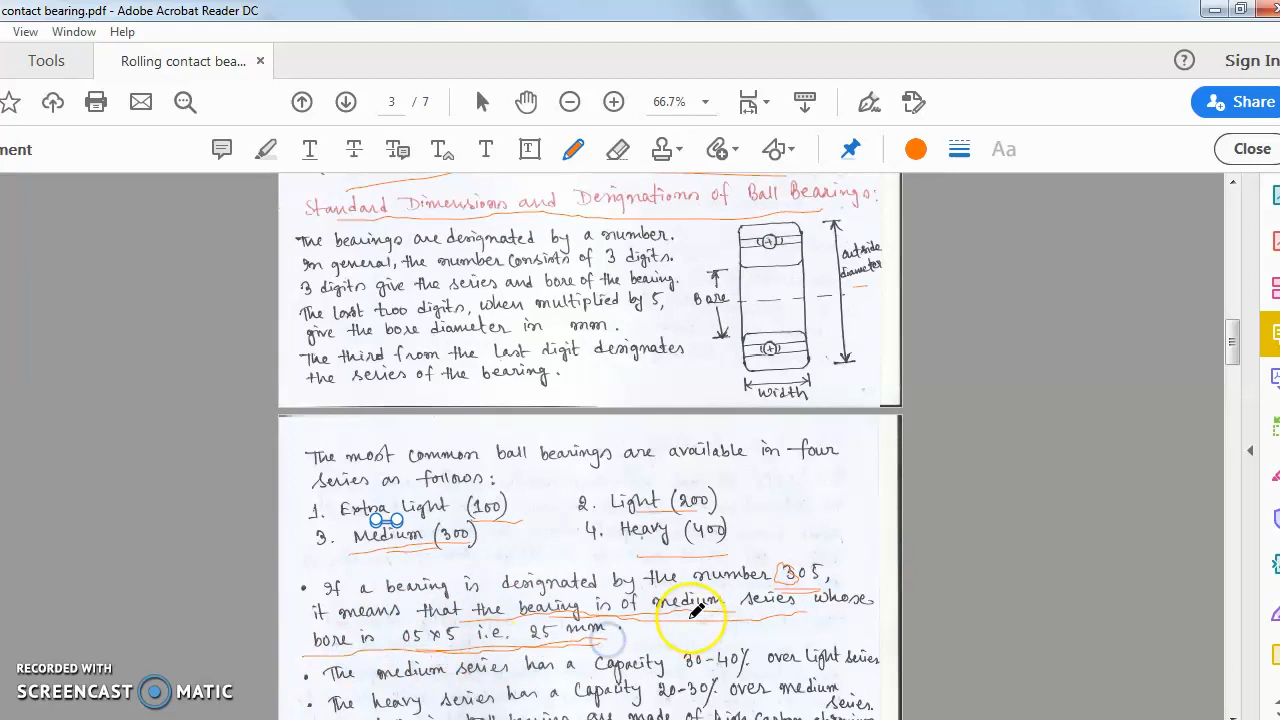 contact bearing.pdf - Adobe Acrobat Reader DC
View Window Help
Tools Rolling contact bea... × Sign In
3 / 7 66.7% Share
ment Aa Close
Standard Dimensions and Designations of Ball Bearings:
The bearings are designated by a number.
In general, the number consists of 3 digits.
3 digits give the series and bore of the bearing.
The last two digits, when multiplied by 5,
give the bore diameter in mm.
The third from the last digit designates
the series of the bearing.
outside
diameter
Bore
width
The most common ball bearings are available in four
series as follows:
1. Extra Light (100) 2. Light (200)
3. Medium (300) 4. Heavy (400)
• If a bearing is designated by the number 305,
it means that the bearing is of medium series whose
bore is 05×5 i.e. 25 mm.
• The medium series has a capacity 30-40% over light series
• The heavy series has a capacity 20-30% over medium
series.
ball bearings are made of high carbon
RECORDED WITH
SCREENCAST MATIC